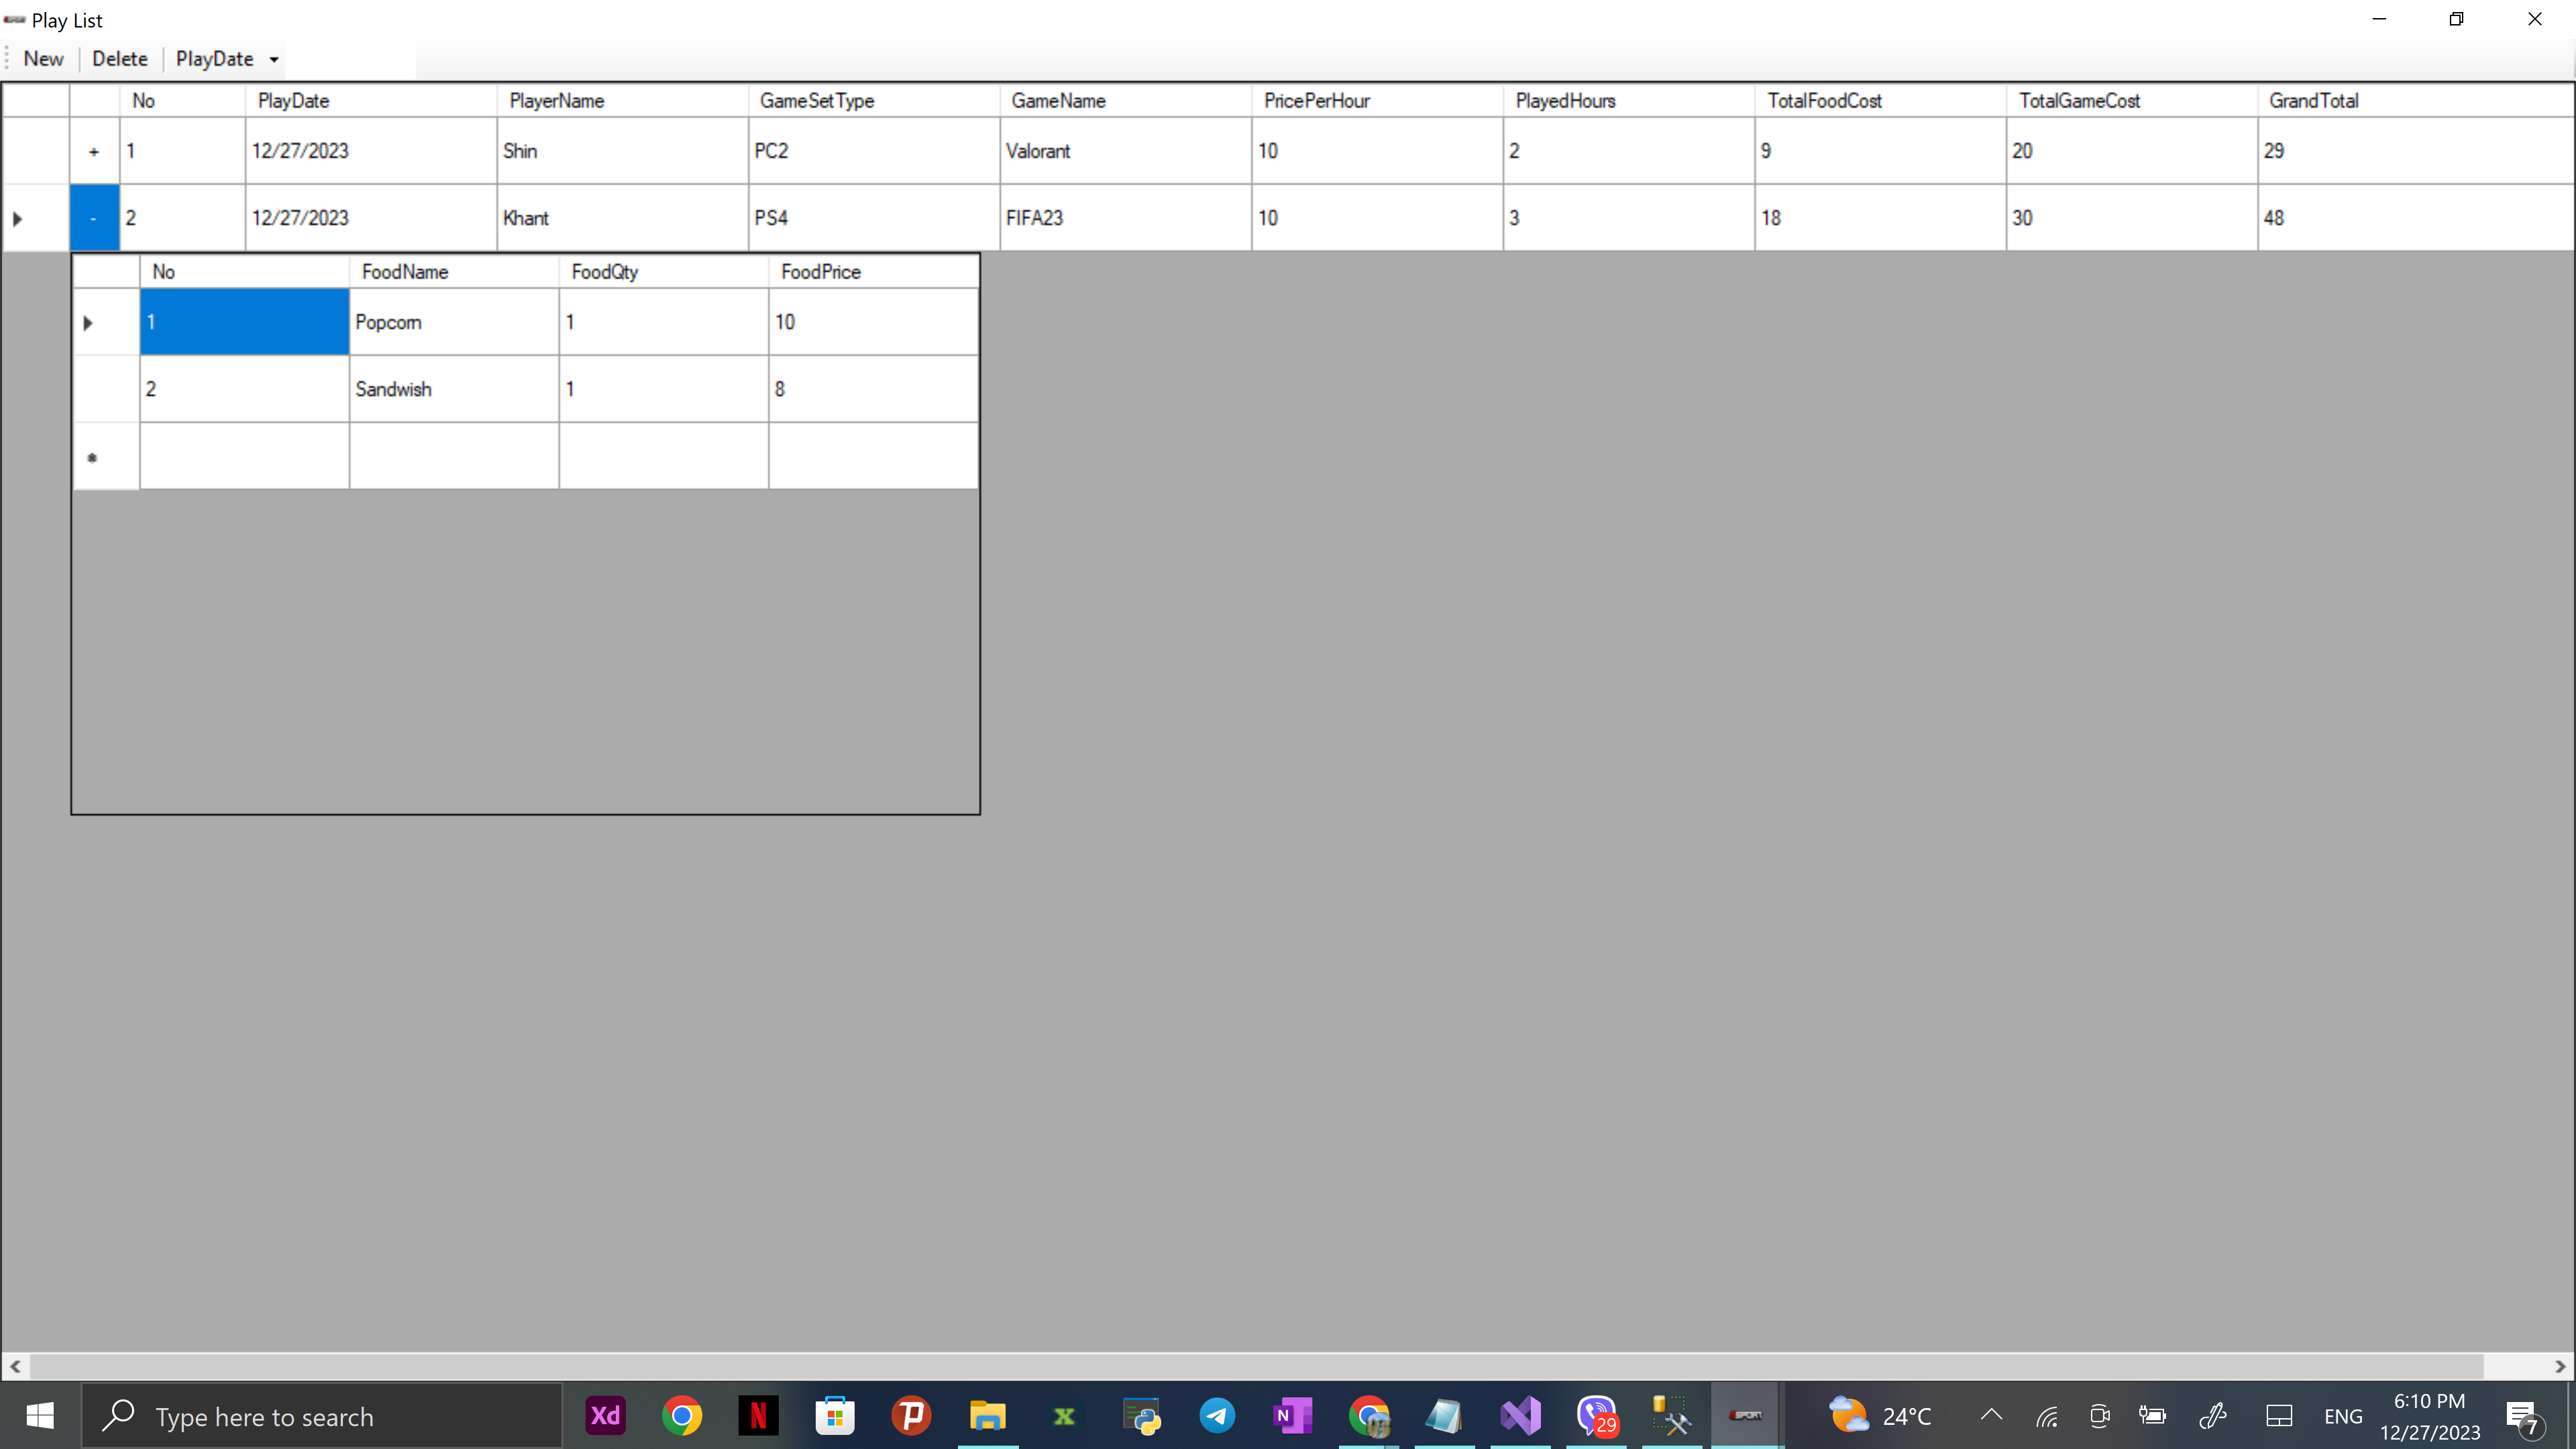 Play List
New Delete PlayDate
No PlayDate PlayerName GameSetType GameName PricePerHour PlayedHours TotalFoodCost TotalGameCost GrandTotal
+ 1 12/27/2023 Shin PC2 Valorant 10 2 9 20 29
- 2 12/27/2023 Khant PS4 FIFA23 10 3 18 30 48
No FoodName FoodQty FoodPrice
1 Popcorn 1 10
2 Sandwish 1 8
Type here to search Xd N N 29 24°C ENG 6:10 PM
12/27/2023 7